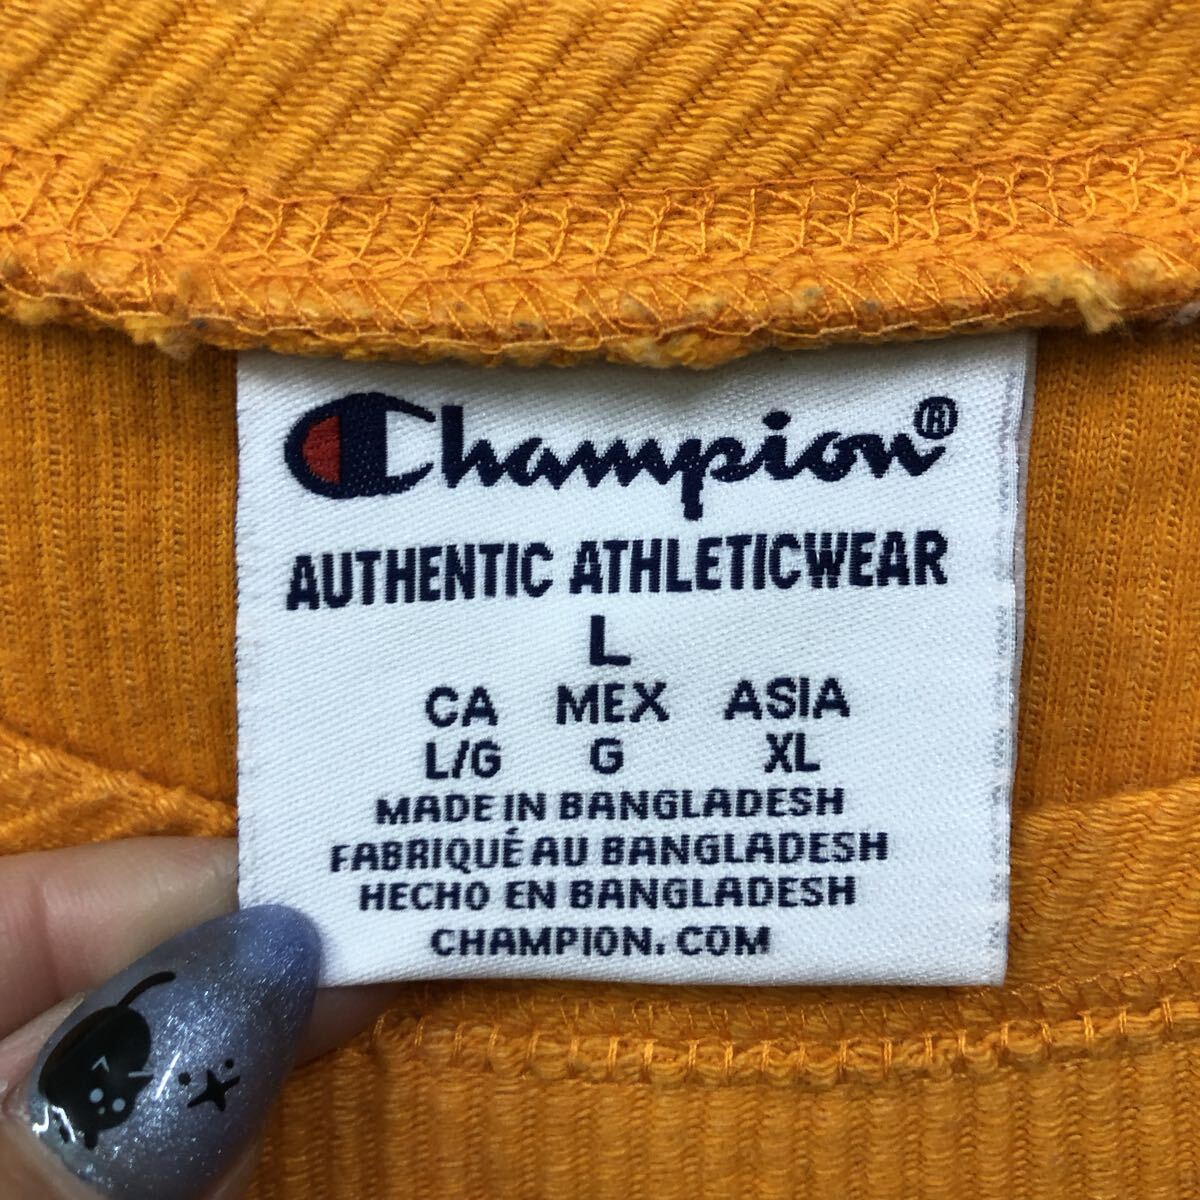 Champion®
AUTHENTIC ATHLETICWEAR
L
CA MEX ASIA
L/G G XL
MADE IN BANGLADESH
FABRIQUÉ AU BANGLADESH
HECHO EN BANGLADESH
CHAMPION.COM